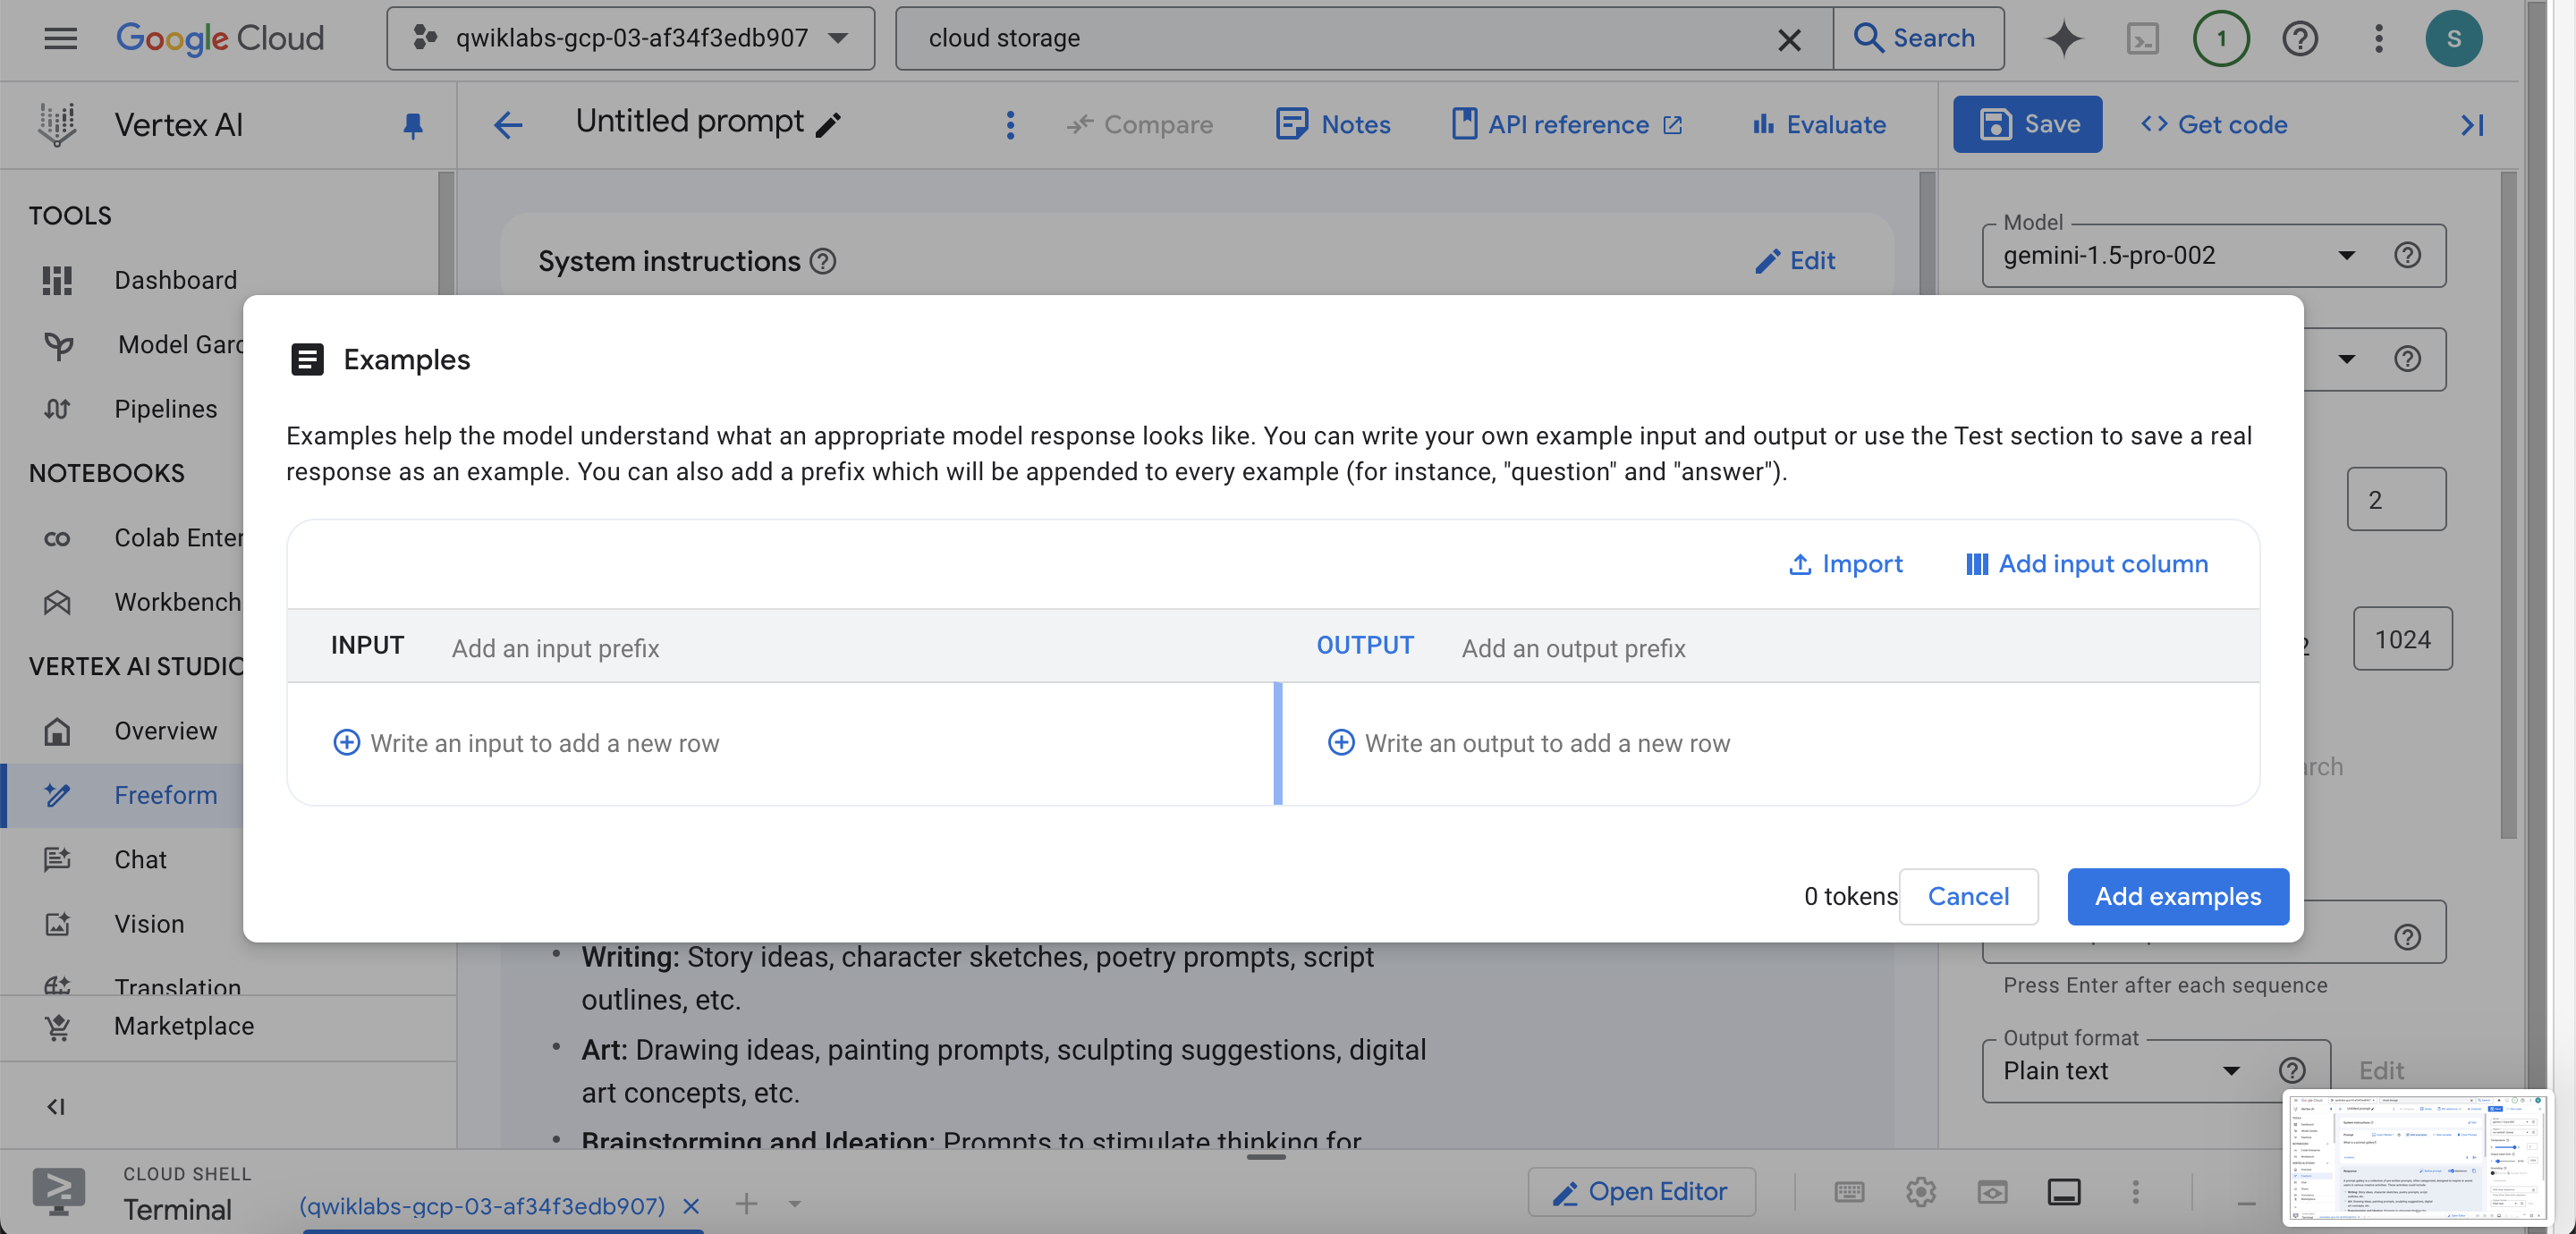 Google Cloud
qwiklabs-gcp-03-af34f3edb907
cloud storage
Search
1
S
Vertex AI
Untitled prompt
Compare
Notes
API reference
Evaluate
Save
Get code
TOOLS
Dashboard
Model Gard
Pipelines
NOTEBOOKS
Colab Enter
Workbench
VERTEX AI STUDIO
Overview
Freeform
Chat
Vision
Translation
Marketplace
System instructions
Edit
Model
gemini-1.5-pro-002
2
1024
arch
Examples
Examples help the model understand what an appropriate model response looks like. You can write your own example input and output or use the Test section to save a real
response as an example. You can also add a prefix which will be appended to every example (for instance, "question" and "answer").
Import
Add input column
INPUT
Add an input prefix
OUTPUT
Add an output prefix
Write an input to add a new row
Write an output to add a new row
0 tokens
Cancel
Add examples
• Writing: Story ideas, character sketches, poetry prompts, script
outlines, etc.
• Art: Drawing ideas, painting prompts, sculpting suggestions, digital
art concepts, etc.
• Brainstorming and Ideation: Prompts to stimulate thinking for
Press Enter after each sequence
Output format
Plain text
Edit
CLOUD SHELL
Terminal
(qwiklabs-gcp-03-af34f3edb907)
Open Editor